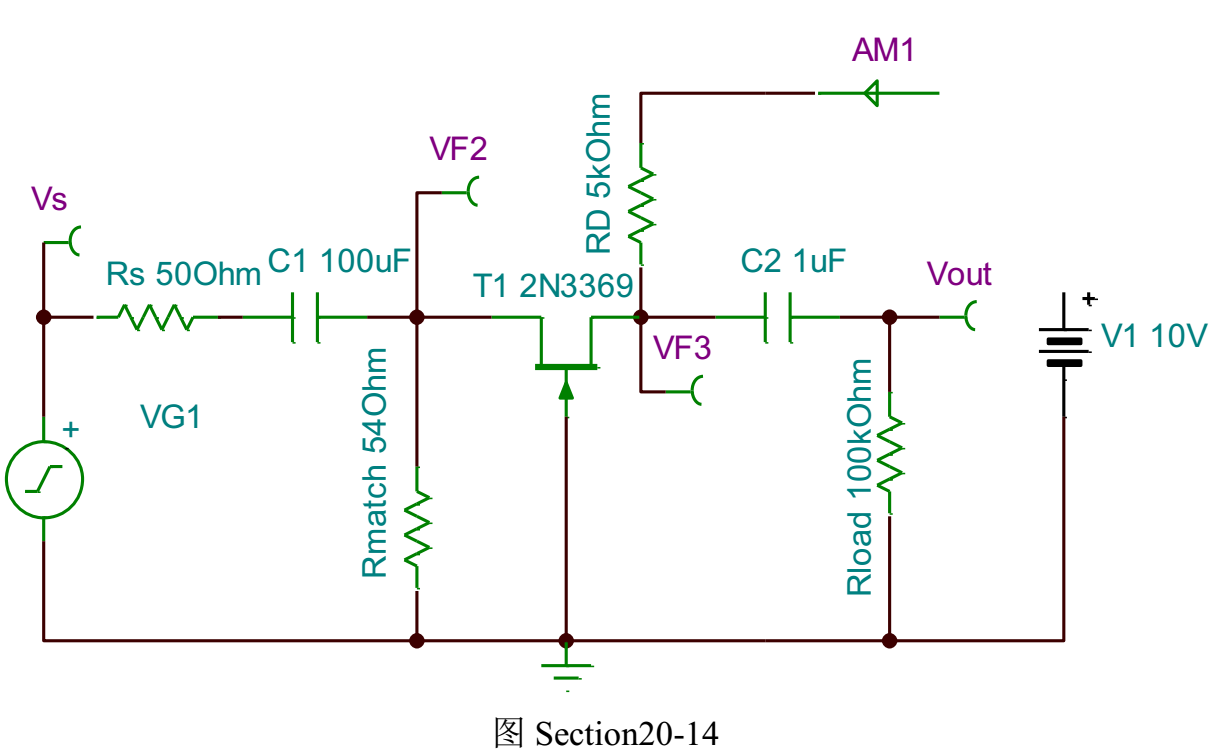 AM1
VF2
RD 5kOhm
Vs
Rs 50Ohm
C1 100uF
T1 2N3369
C2 1uF
Vout
VF3
+
V1 10V
VG1
+
Rmatch 54Ohm
Rload 100kOhm
图 Section20-14